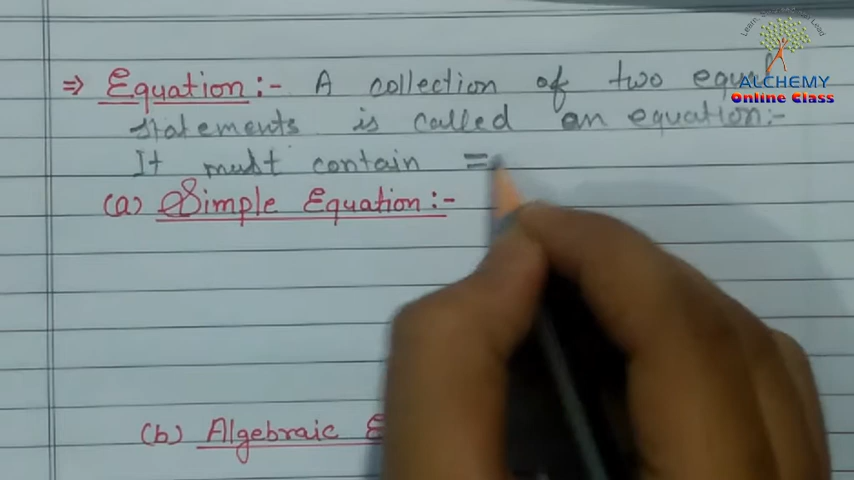 ⇒ Equation :- A collection of two equal
statements is called an equation:-
It must contain =
(a) Simple Equation :-
(b) Algebraic E
ALCHEMY
Online Class